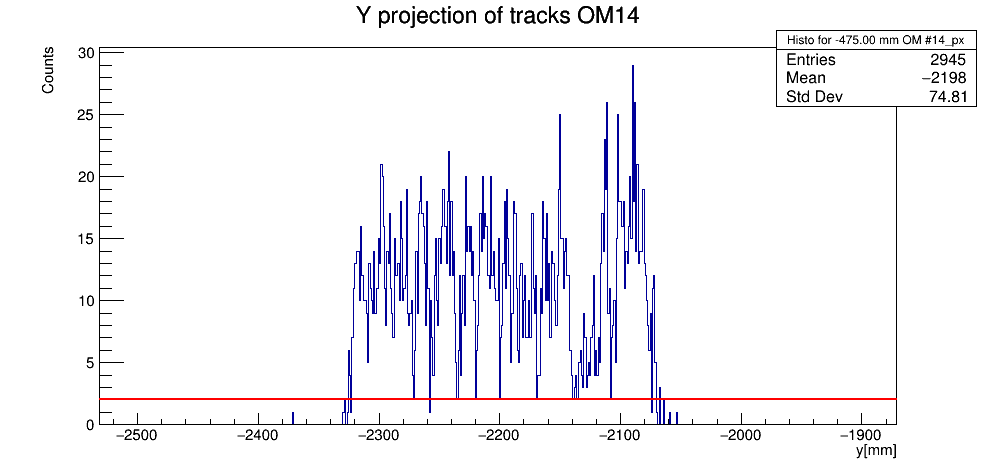 Y projection of tracks OM14
Histo for -475.00 mm OM #14_px
Entries 2945
Mean −2198
Std Dev 74.81
Counts
30
25
20
15
10
5
0
−2500 −2400 −2300 −2200 −2100 −2000 −1900
y[mm]